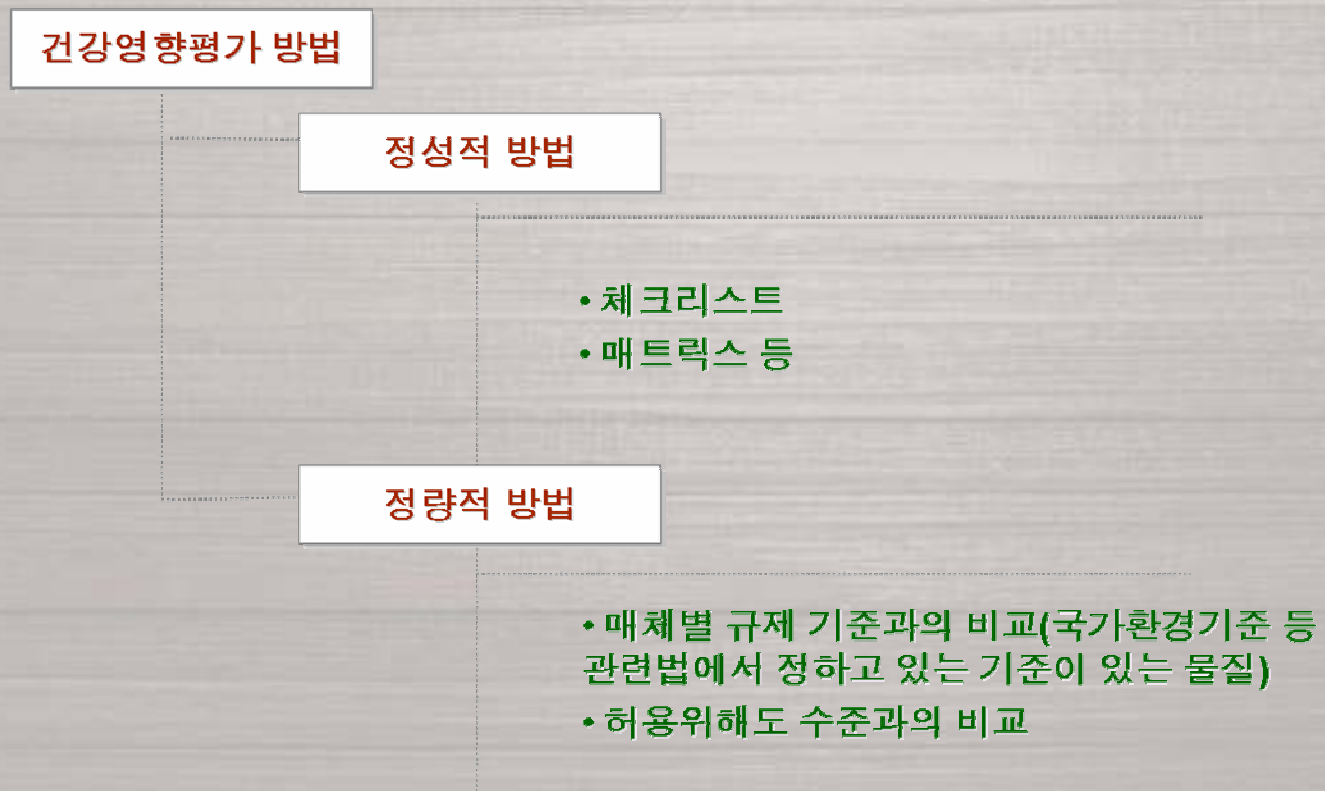 건강영향평가 방법
정성적 방법
• 체크리스트
• 매트릭스 등
정량적 방법
• 매체별 규제 기준과의 비교(국가환경기준 등
관련법에서 정하고 있는 기준이 있는 물질)
• 허용위해도 수준과의 비교